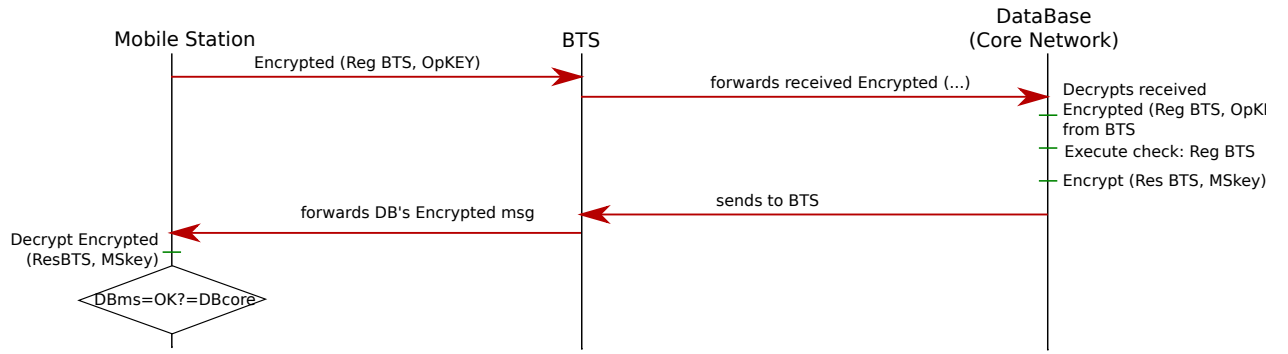 DataBase
(Core Network)
Mobile Station
BTS
Encrypted (Reg BTS, OpKEY)
forwards received Encrypted (...)
Decrypts received
Encrypted (Reg BTS, OpKE
from BTS
Execute check: Reg BTS
Encrypt (Res BTS, MSkey)
sends to BTS
forwards DB's Encrypted msg
Decrypt Encrypted
(ResBTS, MSkey)
DBms=OK?=DBcore